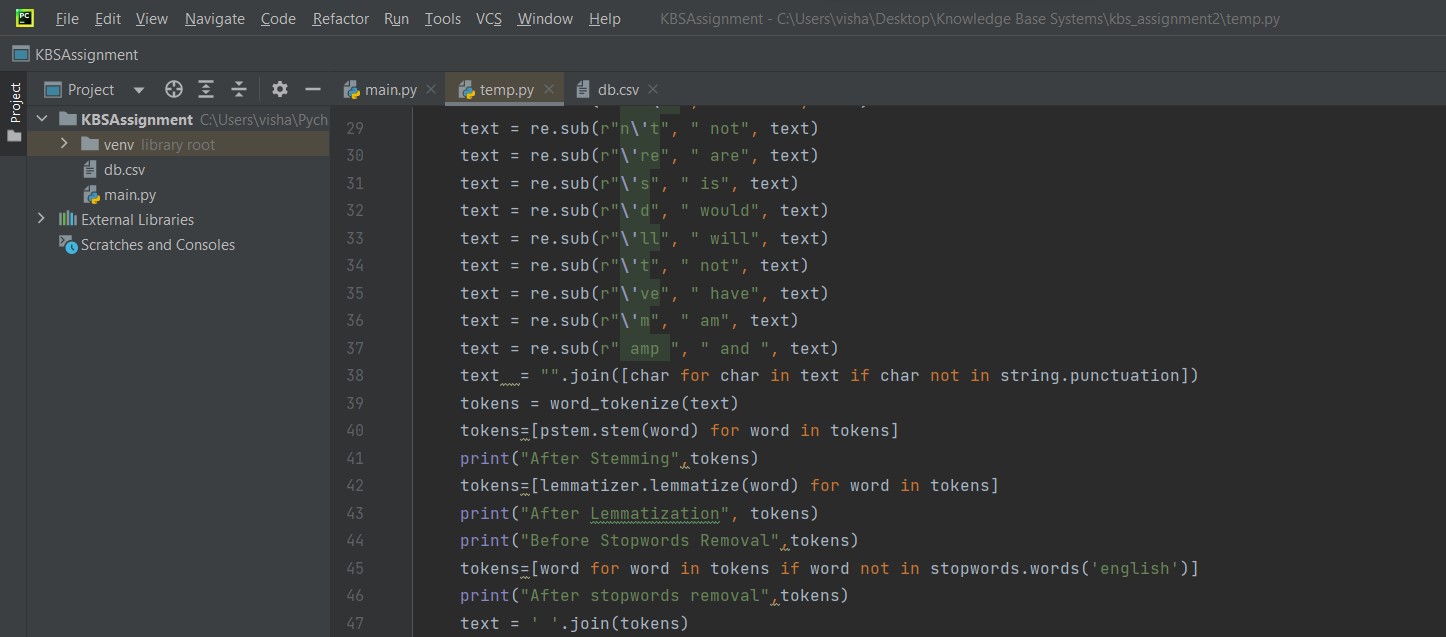 PC
File Edit View Navigate Code Refactor Run Tools VCS Window Help KBSAssignment - C:\Users\visha\Desktop\Knowledge Base Systems\kbs_assignment2\temp.py
KBSAssignment
Project
Project
main.py
temp.py
db.csv
KBSAssignment C:\Users\visha\Pych
venv library root
db.csv
main.py
External Libraries
Scratches and Consoles
29 text = re.sub(r"n\'t", " not", text)
30 text = re.sub(r"\'re", " are", text)
31 text = re.sub(r"\'s", " is", text)
32 text = re.sub(r"\'d", " would", text)
33 text = re.sub(r"\'ll", " will", text)
34 text = re.sub(r"\'t", " not", text)
35 text = re.sub(r"\'ve", " have", text)
36 text = re.sub(r"\'m", " am", text)
37 text = re.sub(r" amp ", " and ", text)
38 text  = "".join([char for char in text if char not in string.punctuation])
39 tokens = word_tokenize(text)
40 tokens=[pstem.stem(word) for word in tokens]
41 print("After Stemming",tokens)
42 tokens=[lemmatizer.lemmatize(word) for word in tokens]
43 print("After Lemmatization", tokens)
44 print("Before Stopwords Removal",tokens)
45 tokens=[word for word in tokens if word not in stopwords.words('english')]
46 print("After stopwords removal",tokens)
47 text = ' '.join(tokens)